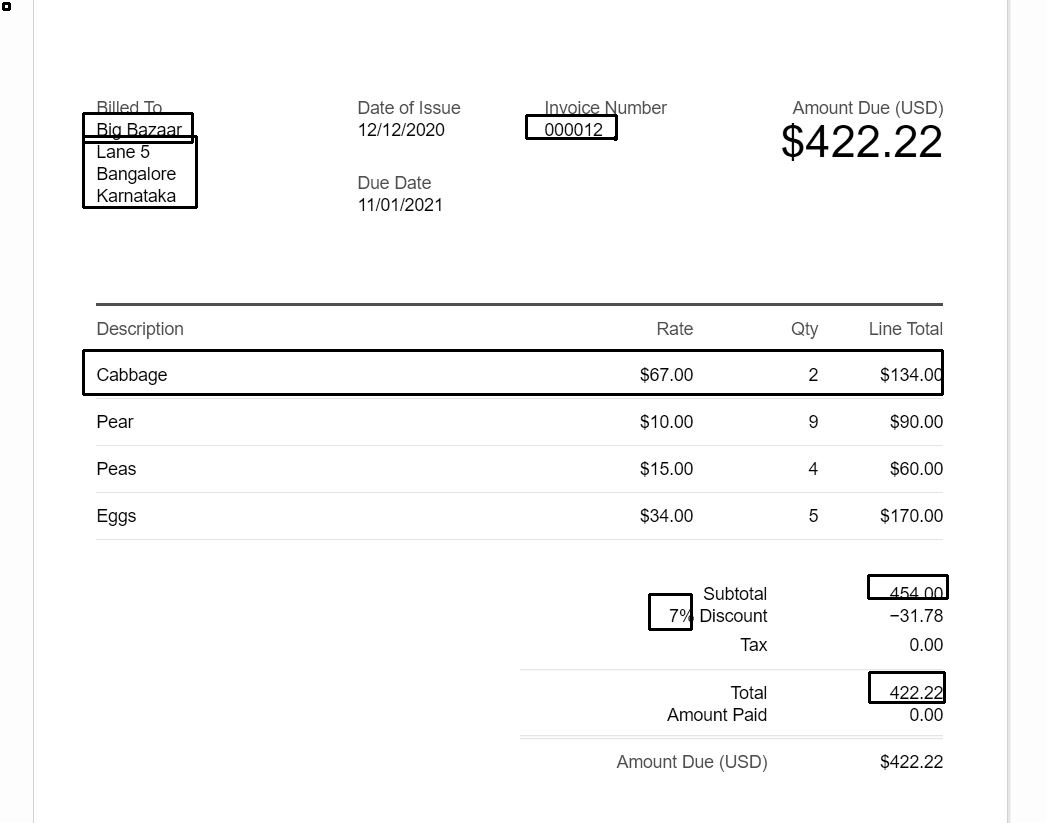 Billed To
Big Bazaar
Lane 5
Bangalore
Karnataka
Date of Issue
12/12/2020
Due Date
11/01/2021
Invoice Number
000012
Amount Due (USD)
$422.22
Description Rate Qty Line Total
Cabbage $67.00 2 $134.00
Pear $10.00 9 $90.00
Peas $15.00 4 $60.00
Eggs $34.00 5 $170.00
Subtotal 454.00
7% Discount −31.78
Tax 0.00
Total 422.22
Amount Paid 0.00
Amount Due (USD) $422.22